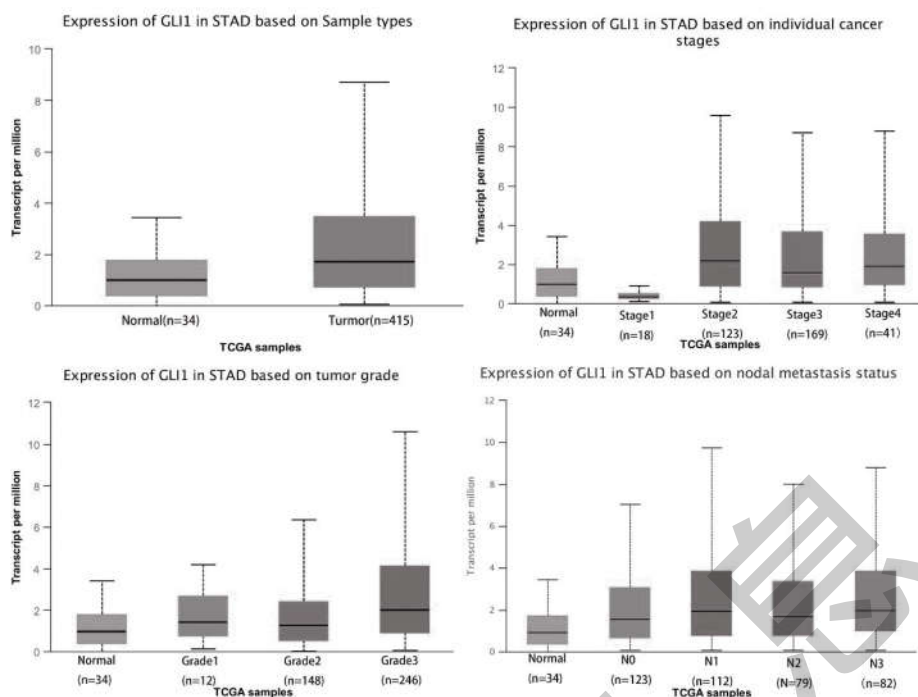 Expression of GLI1 in STAD based on Sample types
10
8
6
4
2
0
Transcript per million
Normal(n=34) Turmor(n=415)
TCGA samples
Expression of GLI1 in STAD based on individual cancer
stages
12
10
8
6
4
2
0
Transcript per million
Normal Stage1 Stage2 Stage3 Stage4
(n=34) (n=18) (n=123) (n=169) (n=41)
TCGA samples
Expression of GLI1 in STAD based on tumor grade
12
10
8
6
4
2
0
Transcript per million
Normal Grade1 Grade2 Grade3
(n=34) (n=12) (n=148) (n=246)
TCGA samples
Expression of GLI1 in STAD based on nodal metastasis status
12
10
8
6
4
2
0
Transcript per million
Normal N0 N1 N2 N3
(n=34) (n=123) (n=112) (N=79) (n=82)
TCGA samples